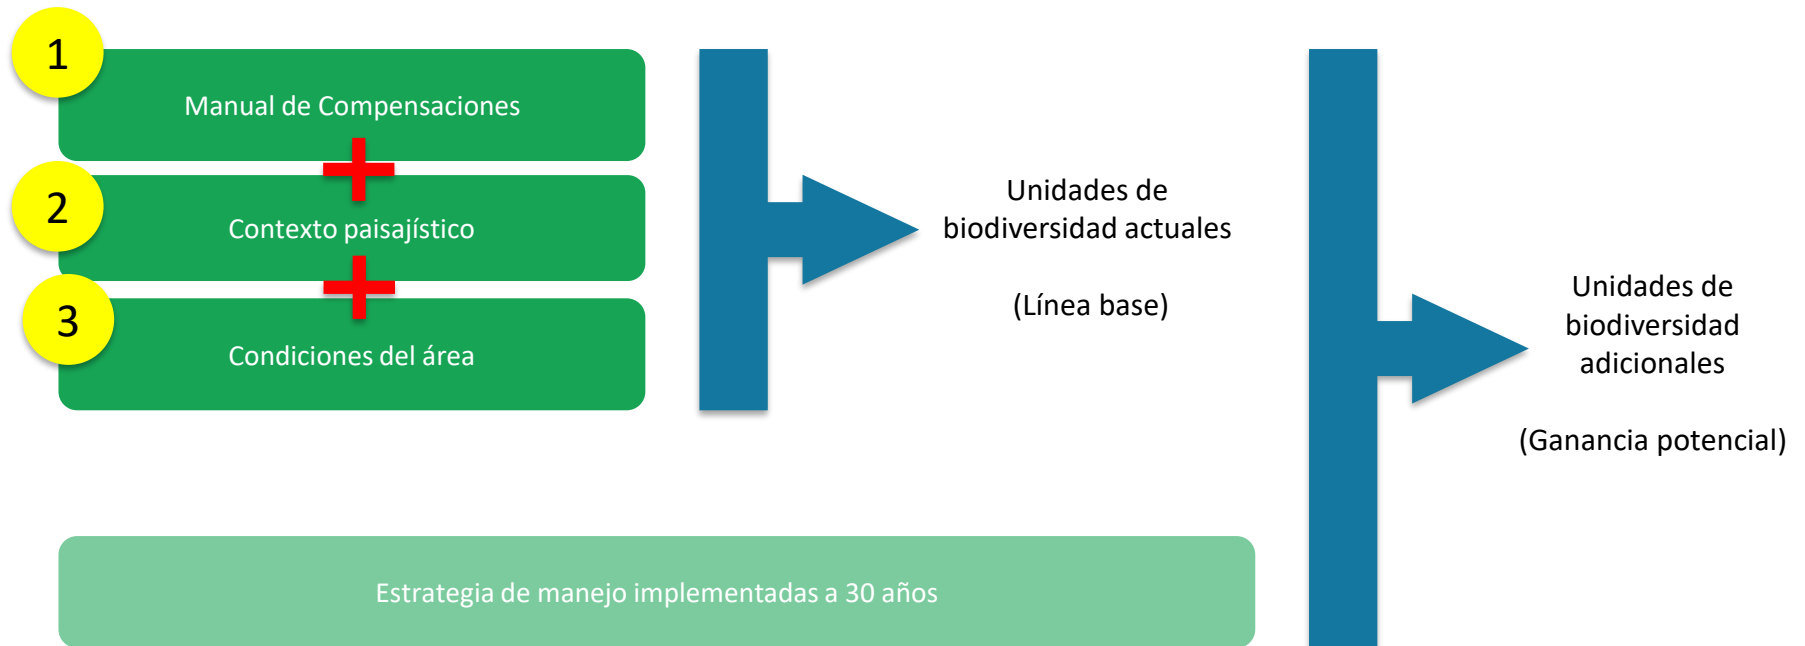 1
Manual de Compensaciones
2
Contexto paisajístico
3
Condiciones del área
Unidades de
biodiversidad actuales
(Línea base)
Unidades de
biodiversidad
adicionales
(Ganancia potencial)
Estrategia de manejo implementadas a 30 años